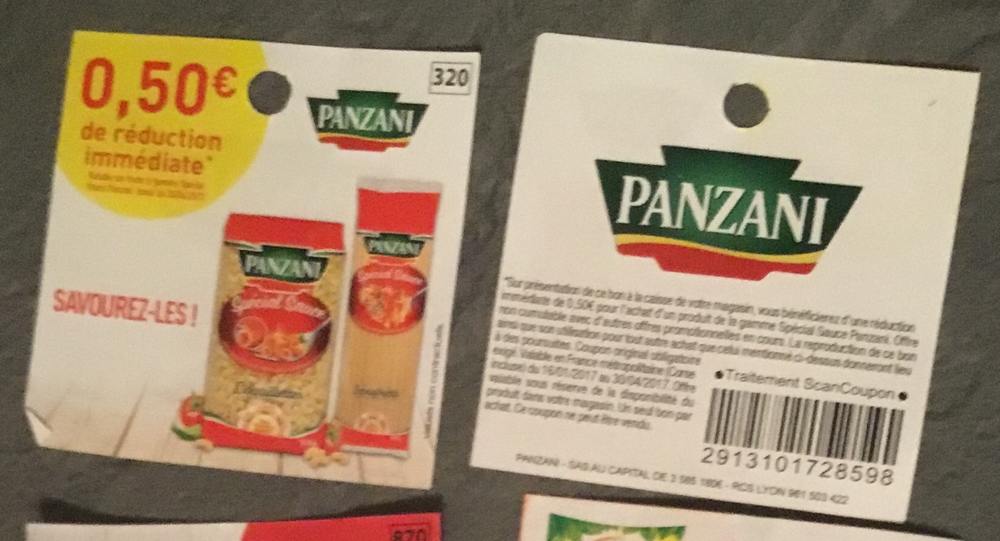 0,50€
de réduction
immédiate*
320
PANZANI
SAVOUREZ-LES !
PANZANI
Spécial Sauce
PANZANI
Spécial Sauce
PANZANI
*Sur présentation de ce bon à la caisse de votre magasin, vous bénéficierez d'une réduction
immédiate de 0,50€ pour l'achat d'un produit de la gamme Spécial Sauce Panzani. Offre
non cumulable avec d'autres offres promotionnelles en cours. La reproduction de ce bon
ainsi que son utilisation pour tout autre achat que celui mentionné ci-dessus donneront lieu
à des poursuites. Coupon original obligatoire
exigé. Valable en France métropolitaine (Corse
incluse) du 16/01/2017 au 30/04/2017. Offre
valable sous réserve de la disponibilité du
produit dans votre magasin. Un seul bon par
achat. Ce coupon ne peut être vendu.
•Traitement ScanCoupon•
2913101728598
PANZANI - SAS AU CAPITAL DE 3 585 180€ - RCS LYON 961 503 422
870